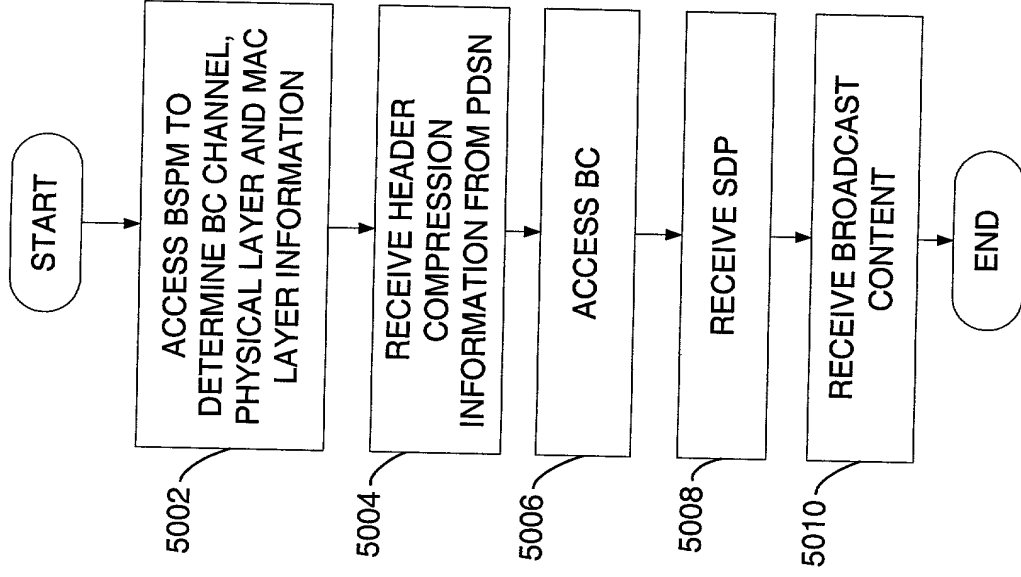 START
5002
ACCESS BSPM TO
DETERMINE BC CHANNEL,
PHYSICAL LAYER AND MAC
LAYER INFORMATION
5004
RECEIVE HEADER
COMPRESSION
INFORMATION FROM PDSN
5006
ACCESS BC
5008
RECEIVE SDP
5010
RECEIVE BROADCAST
CONTENT
END